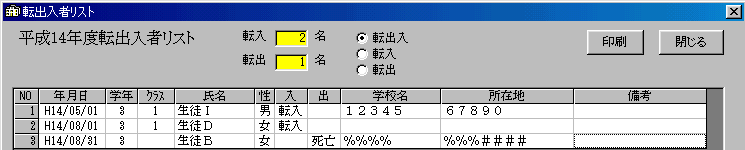 転出入者リスト
平成14年度転出入者リスト 転入 2 名 転出入 印刷 閉じる
転入
転出 1 名 転出
NO 年月日 学年 クラス 氏名 性 入 出 学校名 所在地 備考
1 H14/05/01 3 1 生徒I 男 転入 12345 67890
2 H14/08/01 3 1 生徒D 女 転入
3 H14/08/31 3 生徒B 女 死亡 %%%% %%%####